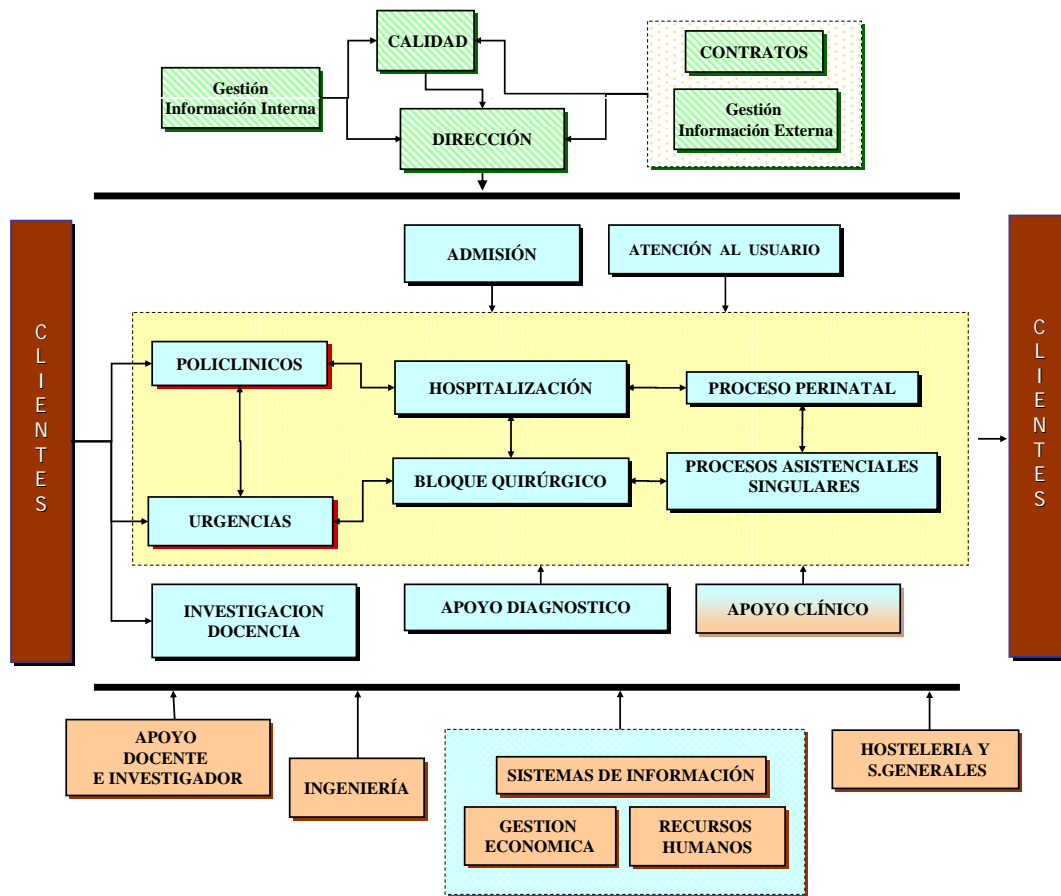 CALIDAD
CONTRATOS
Gestión
Información Interna
Gestión
Información Externa
DIRECCIÓN
CLIENTES
ADMISIÓN
ATENCIÓN AL USUARIO
CLIENTES
POLICLINICOS
HOSPITALIZACIÓN
PROCESO PERINATAL
BLOQUE QUIRÚRGICO
PROCESOS ASISTENCIALES
SINGULARES
URGENCIAS
INVESTIGACION
DOCENCIA
APOYO DIAGNOSTICO
APOYO CLÍNICO
APOYO
DOCENTE
E INVESTIGADOR
INGENIERÍA
SISTEMAS DE INFORMACIÓN
GESTION
ECONOMICA
RECURSOS
HUMANOS
HOSTELERIA Y
S.GENERALES